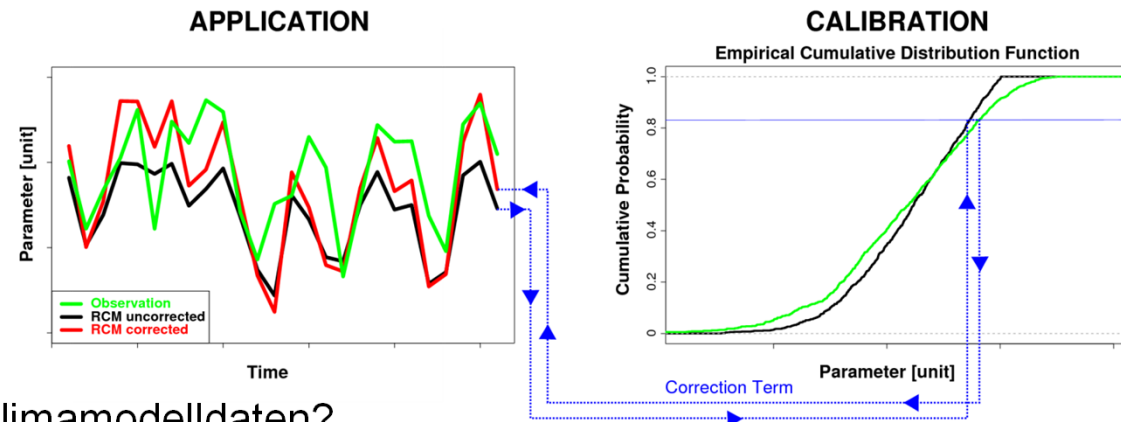 APPLICATION
CALIBRATION
Empirical Cumulative Distribution Function
Parameter [unit]
Observation
RCM uncorrected
RCM corrected
Time
Cumulative Probability
1.0
0.8
0.6
0.4
0.2
0
Parameter [unit]
Correction Term
limamodelldaten?